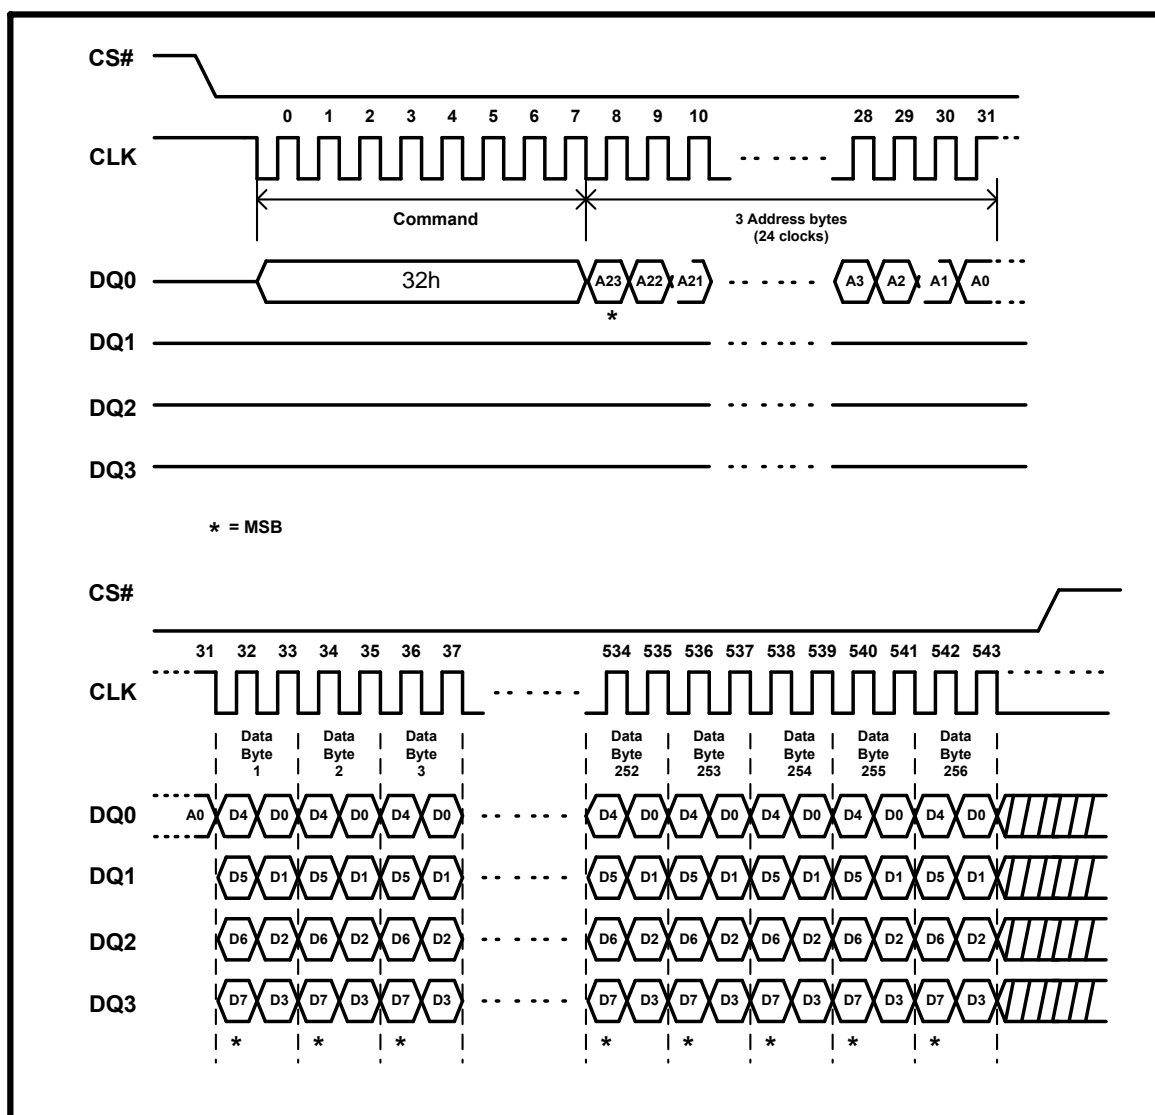 CS#
0 1 2 3 4 5 6 7 8 9 10 28 29 30 31
CLK
Command
3 Address bytes
(24 clocks)
DQ0 32h A23 A22 A21 A3 A2 A1 A0
*
DQ1
DQ2
DQ3
* = MSB
CS#
31 32 33 34 35 36 37 534 535 536 537 538 539 540 541 542 543
CLK
Data Data Data Data Data Data Data Data
Byte Byte Byte Byte Byte Byte Byte Byte
1 2 3 252 253 254 255 256
DQ0 A0 D4 D0 D4 D0 D4 D0 D4 D0 D4 D0 D4 D0 D4 D0 D4 D0
DQ1 D5 D1 D5 D1 D5 D1 D5 D1 D5 D1 D5 D1 D5 D1 D5 D1
DQ2 D6 D2 D6 D2 D6 D2 D6 D2 D6 D2 D6 D2 D6 D2 D6 D2
DQ3 D7 D3 D7 D3 D7 D3 D7 D3 D7 D3 D7 D3 D7 D3 D7 D3
* * * * * * * *